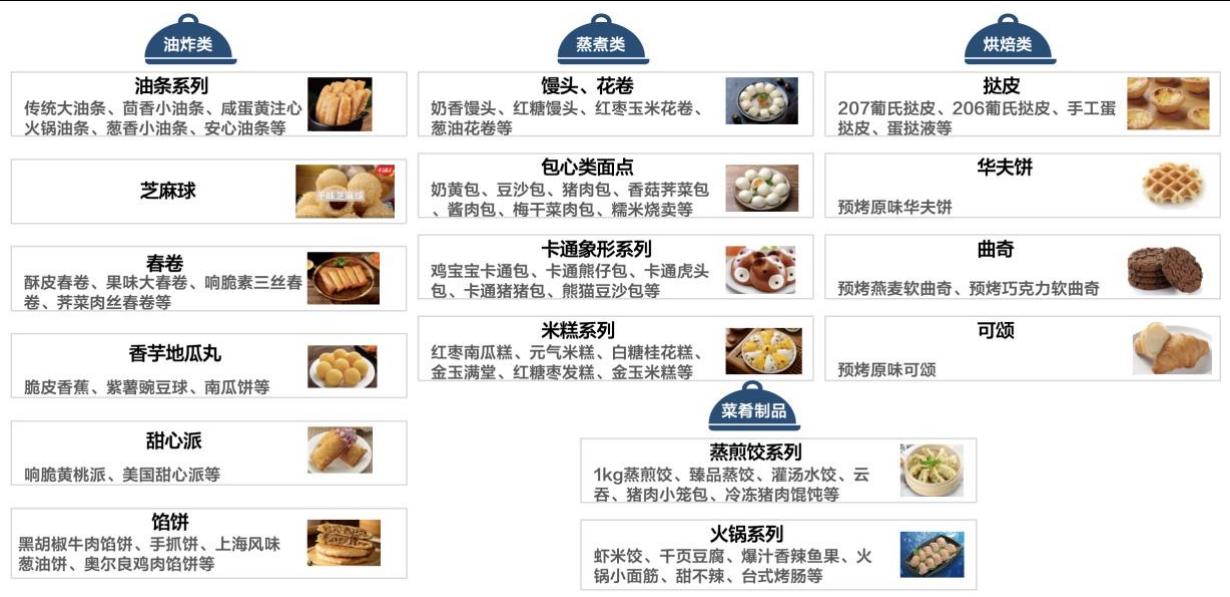 油炸类
油条系列
传统大油条、茴香小油条、咸蛋黄注心
火锅油条、葱香小油条、安心油条等
芝麻球
春卷
酥皮春卷、果味大春卷、响脆素三丝春
卷、荠菜肉丝春卷等
香芋地瓜丸
脆皮香蕉、紫薯豌豆球、南瓜饼等
甜心派
响脆黄桃派、美国甜心派等
馅饼
黑胡椒牛肉馅饼、手抓饼、上海风味
葱油饼、奥尔良鸡肉馅饼等
蒸煮类
馒头、花卷
奶香馒头、红糖馒头、红枣玉米花卷、
葱油花卷等
包心类面点
奶黄包、豆沙包、猪肉包、香菇荠菜包
、酱肉包、梅干菜肉包、糯米烧卖等
卡通象形系列
鸡宝宝卡通包、卡通熊仔包、卡通虎头
包、卡通猪猪包、熊猫豆沙包等
米糕系列
红枣南瓜糕、元气米糕、白糖桂花糕、
金玉满堂、红糖枣发糕、金玉米糕等
烘焙类
挞皮
207葡氏挞皮、206葡氏挞皮、手工蛋
挞皮、蛋挞液等
华夫饼
预烤原味华夫饼
曲奇
预烤燕麦软曲奇、预烤巧克力软曲奇
可颂
预烤原味可颂
菜肴制品
蒸煎饺系列
1kg蒸煎饺、臻品蒸饺、灌汤水饺、云
吞、猪肉小笼包、冷冻猪肉馄饨等
火锅系列
虾米饺、千页豆腐、爆汁香辣鱼果、火
锅小面筋、甜不辣、台式烤肠等